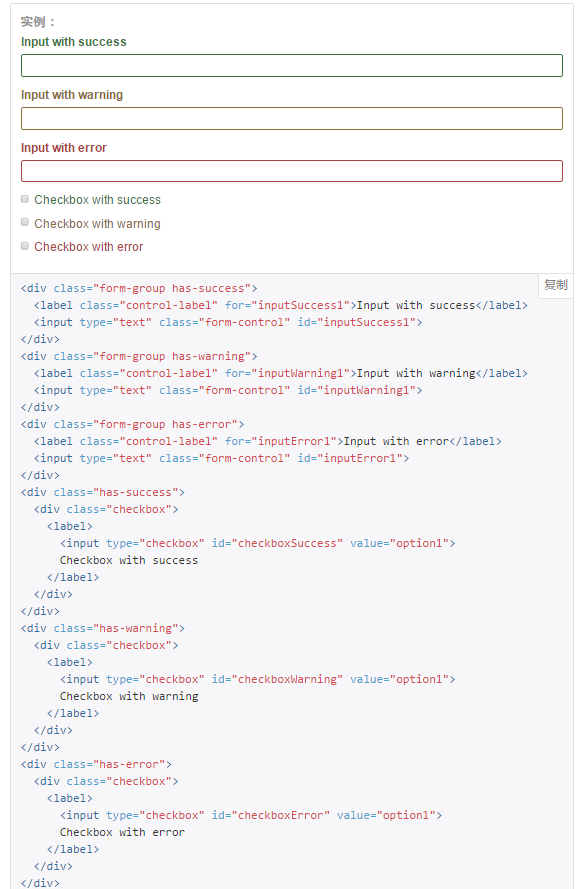 实例：
Input with success
Input with warning
Input with error
Checkbox with success
Checkbox with warning
Checkbox with error
复制
<div class="form-group has-success">
  <label class="control-label" for="inputSuccess1">Input with success</label>
  <input type="text" class="form-control" id="inputSuccess1">
</div>
<div class="form-group has-warning">
  <label class="control-label" for="inputWarning1">Input with warning</label>
  <input type="text" class="form-control" id="inputWarning1">
</div>
<div class="form-group has-error">
  <label class="control-label" for="inputError1">Input with error</label>
  <input type="text" class="form-control" id="inputError1">
</div>
<div class="has-success">
  <div class="checkbox">
    <label>
      <input type="checkbox" id="checkboxSuccess" value="option1">
      Checkbox with success
    </label>
  </div>
</div>
<div class="has-warning">
  <div class="checkbox">
    <label>
      <input type="checkbox" id="checkboxWarning" value="option1">
      Checkbox with warning
    </label>
  </div>
</div>
<div class="has-error">
  <div class="checkbox">
    <label>
      <input type="checkbox" id="checkboxError" value="option1">
      Checkbox with error
    </label>
  </div>
</div>